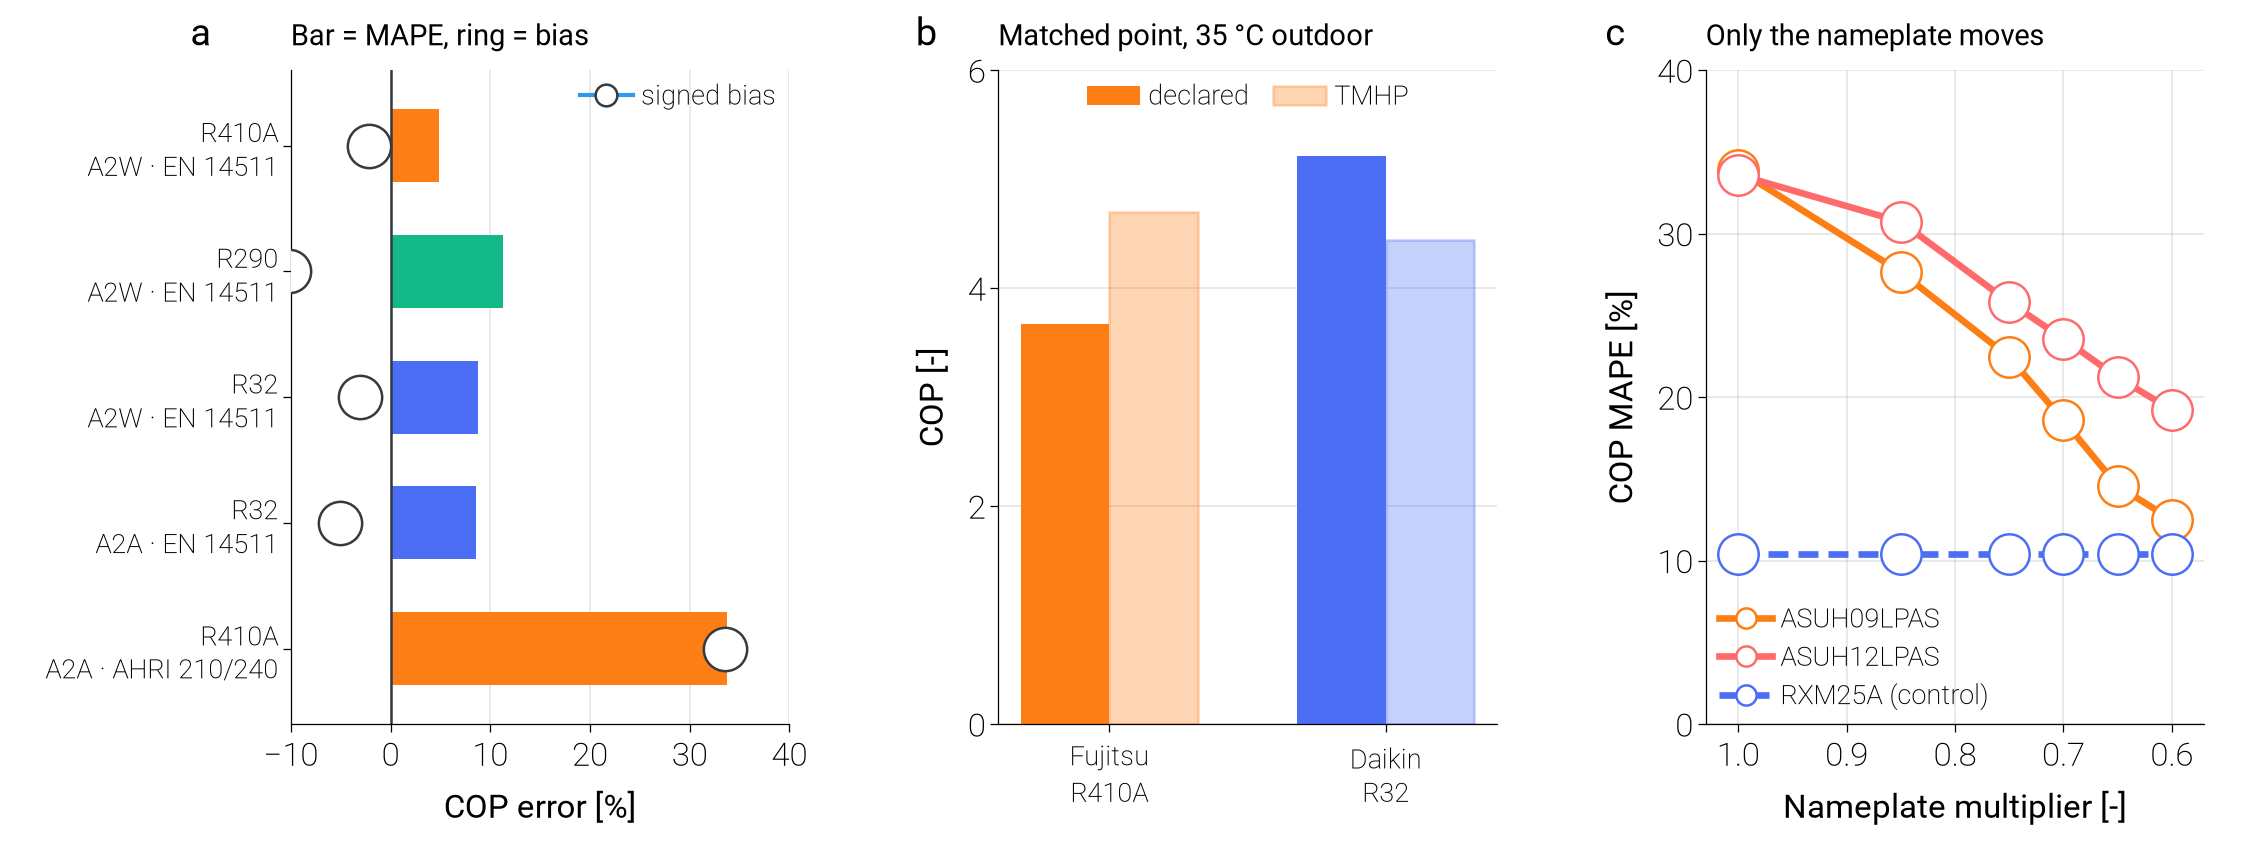 a
Bar = MAPE, ring = bias
signed bias
R410A
A2W · EN 14511
R290
A2W · EN 14511
R32
A2W · EN 14511
R32
A2A · EN 14511
R410A
A2A · AHRI 210/240
−10 0 10 20 30 40
COP error [%]
b
Matched point, 35 °C outdoor
declared TMHP
6
4
2
0
COP [-]
Fujitsu
R410A
Daikin
R32
c
Only the nameplate moves
40
30
20
10
0
COP MAPE [%]
ASUH09LPAS
ASUH12LPAS
RXM25A (control)
1.0 0.9 0.8 0.7 0.6
Nameplate multiplier [-]